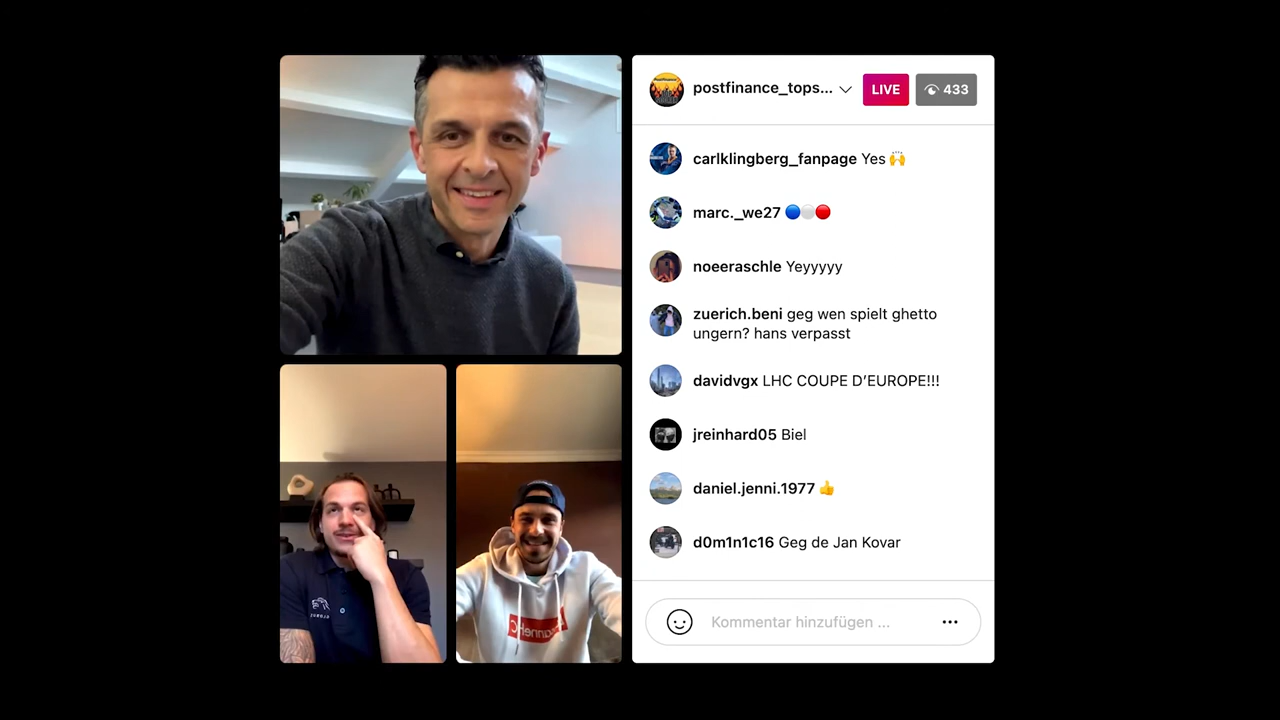 postfinance_tops...
LIVE
433
carlklingberg_fanpage Yes 🙌
marc._we27 🔵⚪🔴
noeeraschle Yeyyyyy
zuerich.beni geg wen spielt ghetto
ungern? hans verpasst
davidvgx LHC COUPE D’EUROPE!!!
jreinhard05 Biel
daniel.jenni.1977 👍
d0m1n1c16 Geg de Jan Kovar
Kommentar hinzufügen ...